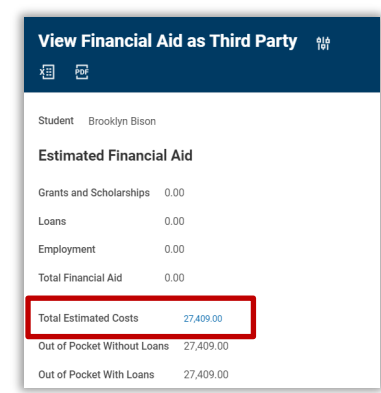 View Financial Aid as Third Party
X PDF
Student Brooklyn Bison
Estimated Financial Aid
Grants and Scholarships 0.00
Loans 0.00
Employment 0.00
Total Financial Aid 0.00
Total Estimated Costs 27,409.00
Out of Pocket Without Loans 27,409.00
Out of Pocket With Loans 27,409.00